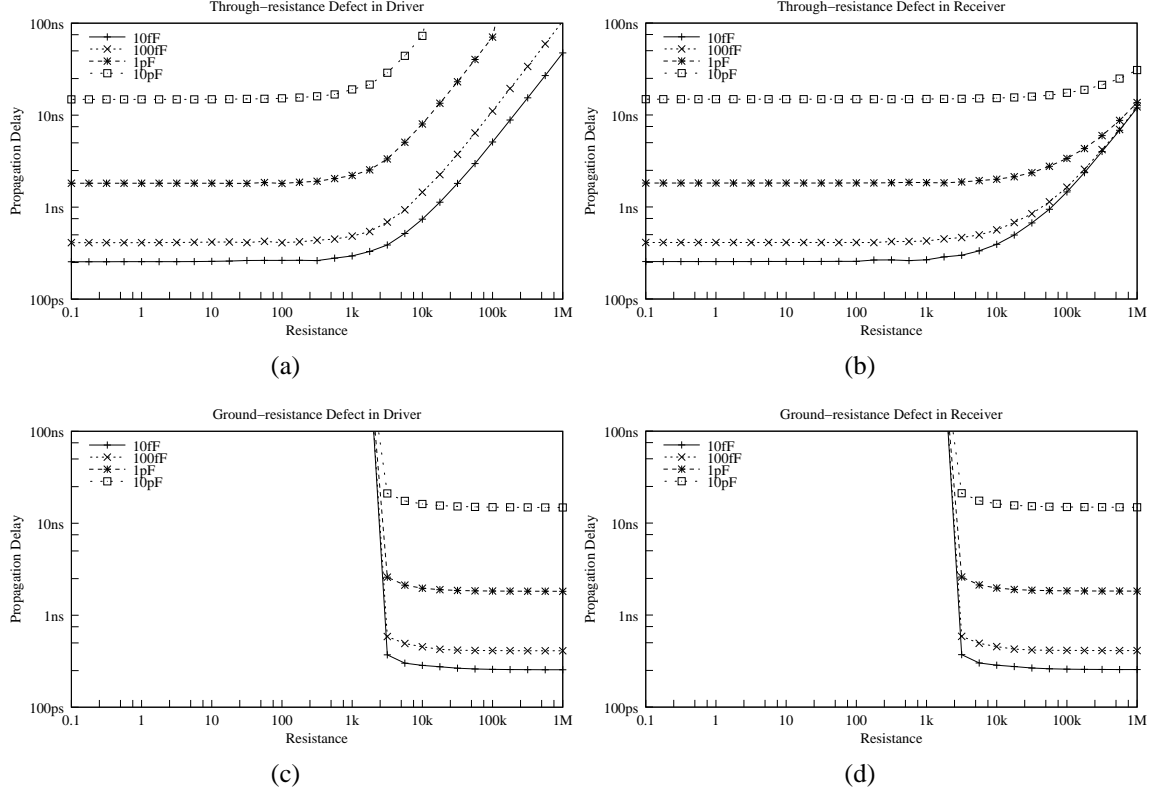 Through−resistance Defect in Driver
100ns
10ns
1ns
100ps
Propagation Delay
10fF
100fF
1pF
10pF
0.1 1 10 100 1k 10k 100k 1M
Resistance
(a)
Through−resistance Defect in Receiver
100ns
10ns
1ns
100ps
Propagation Delay
10fF
100fF
1pF
10pF
0.1 1 10 100 1k 10k 100k 1M
Resistance
(b)
Ground−resistance Defect in Driver
100ns
10ns
1ns
100ps
Propagation Delay
10fF
100fF
1pF
10pF
0.1 1 10 100 1k 10k 100k 1M
Resistance
(c)
Ground−resistance Defect in Receiver
100ns
10ns
1ns
100ps
Propagation Delay
10fF
100fF
1pF
10pF
0.1 1 10 100 1k 10k 100k 1M
Resistance
(d)